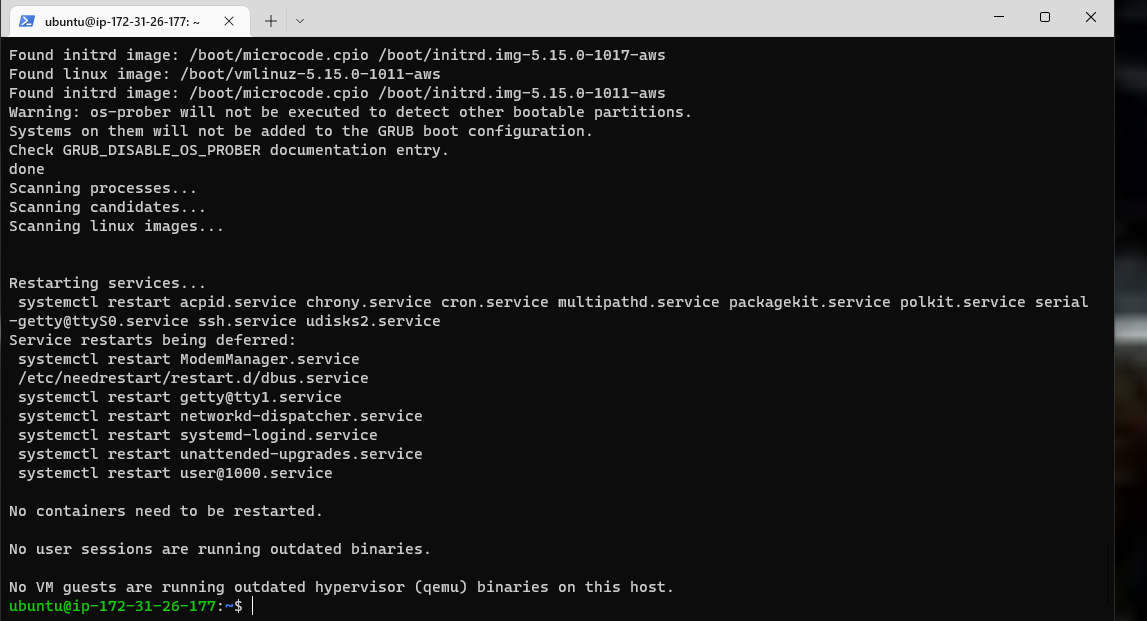 ubuntu@ip-172-31-26-177: ~
Found initrd image: /boot/microcode.cpio /boot/initrd.img-5.15.0-1017-aws
Found linux image: /boot/vmlinuz-5.15.0-1011-aws
Found initrd image: /boot/microcode.cpio /boot/initrd.img-5.15.0-1011-aws
Warning: os-prober will not be executed to detect other bootable partitions.
Systems on them will not be added to the GRUB boot configuration.
Check GRUB_DISABLE_OS_PROBER documentation entry.
done
Scanning processes...
Scanning candidates...
Scanning linux images...
Restarting services...
 systemctl restart acpid.service chrony.service cron.service multipathd.service packagekit.service polkit.service serial
-getty@ttyS0.service ssh.service udisks2.service
Service restarts being deferred:
 systemctl restart ModemManager.service
 /etc/needrestart/restart.d/dbus.service
 systemctl restart getty@tty1.service
 systemctl restart networkd-dispatcher.service
 systemctl restart systemd-logind.service
 systemctl restart unattended-upgrades.service
 systemctl restart user@1000.service
No containers need to be restarted.
No user sessions are running outdated binaries.
No VM guests are running outdated hypervisor (qemu) binaries on this host.
ubuntu@ip-172-31-26-177:~$